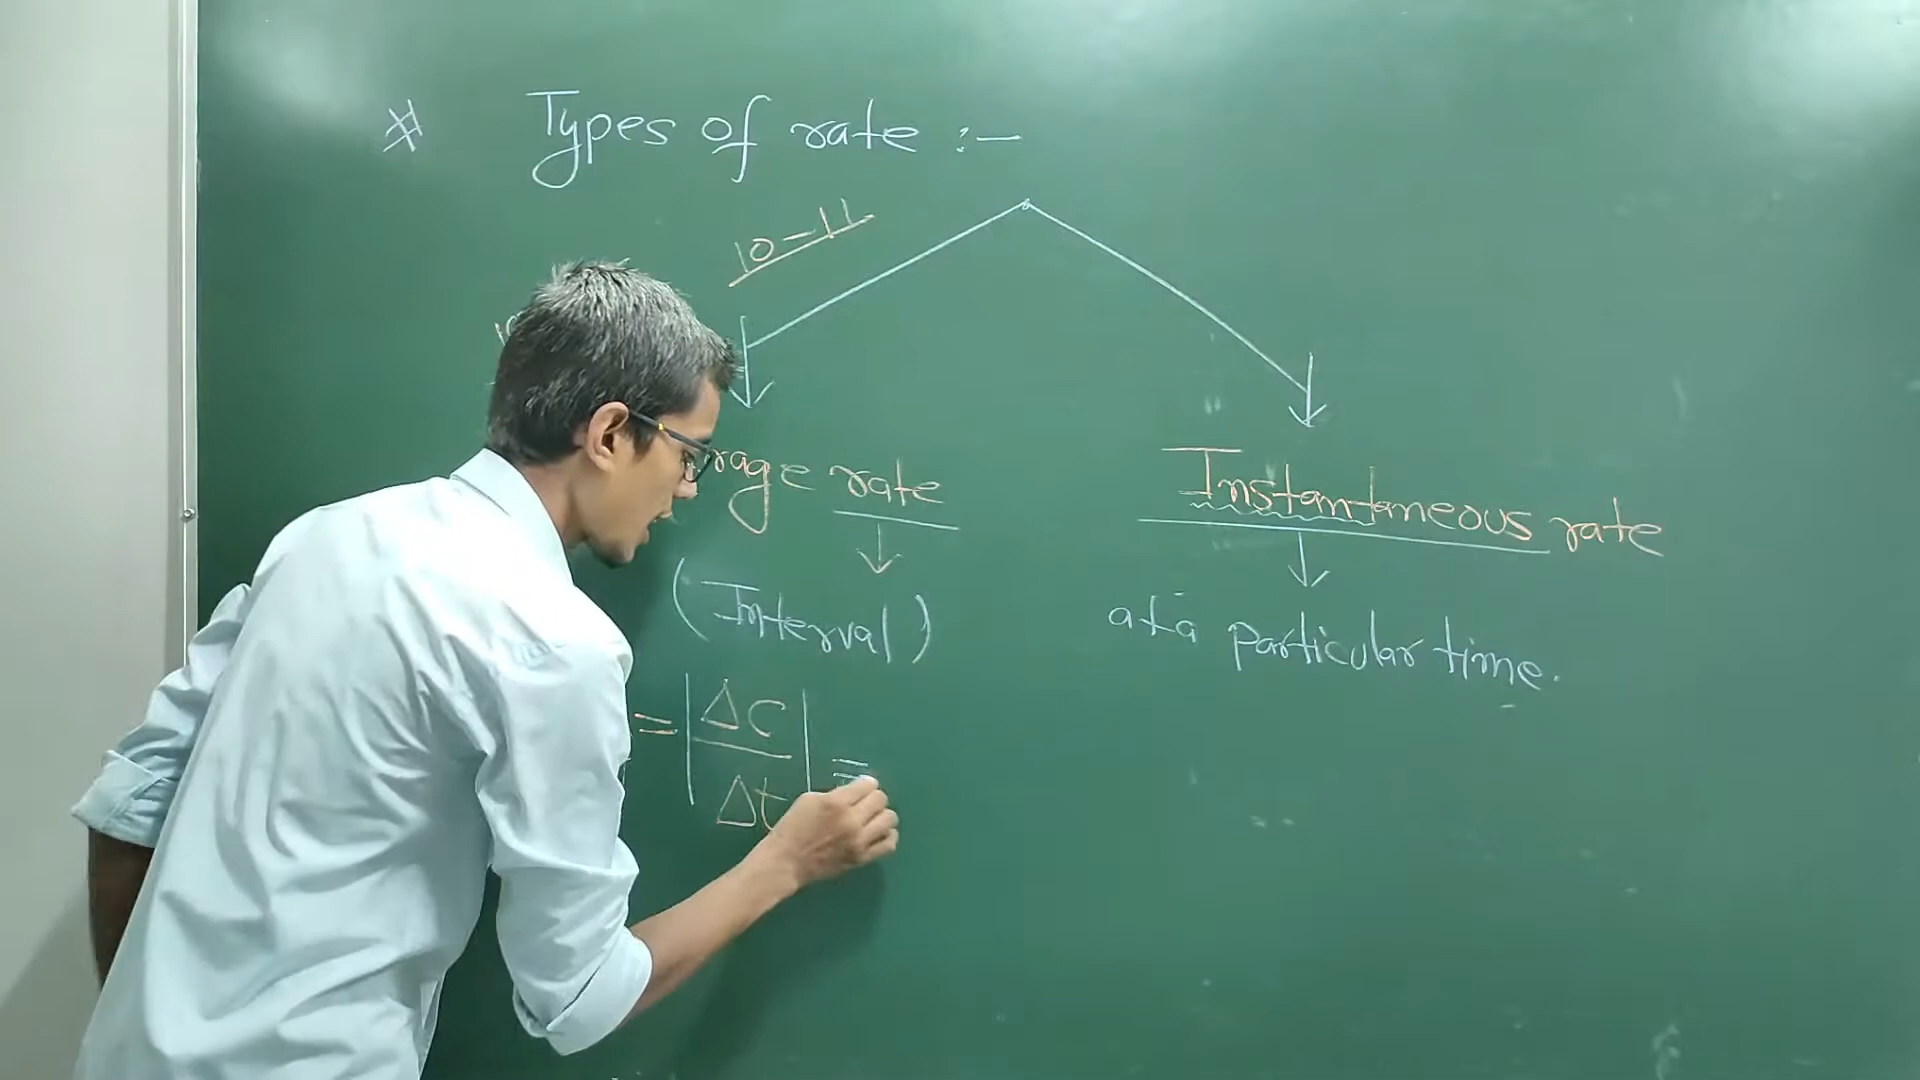 * Types of rate :-
10-11
rage rate
Instantaneous rate
(Interval)
at a particular time.
= |ΔC / Δt| =